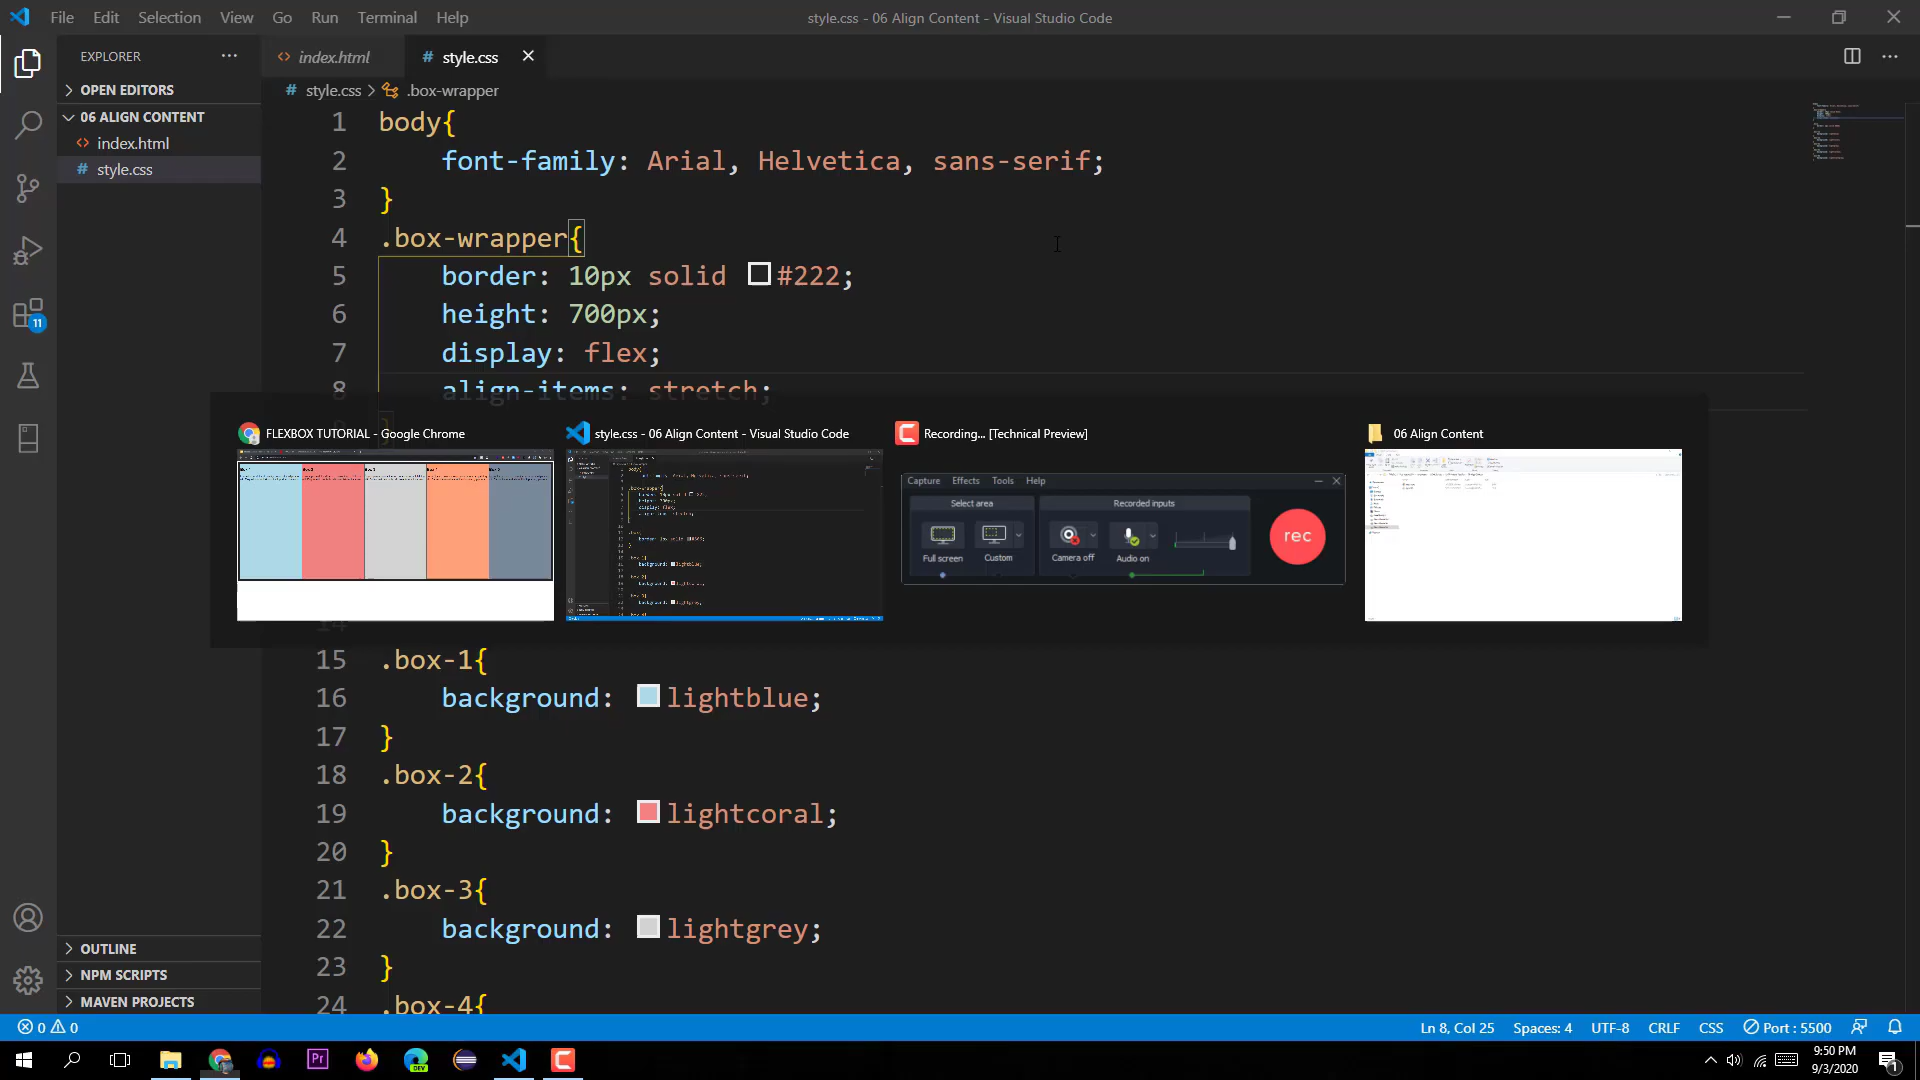 File Edit Selection View Go Run Terminal Help
style.css - 06 Align Content - Visual Studio Code
EXPLORER
OPEN EDITORS
06 ALIGN CONTENT
index.html
style.css
OUTLINE
NPM SCRIPTS
MAVEN PROJECTS
index.html
# style.css
# style.css > .box-wrapper
1 body{
2 font-family: Arial, Helvetica, sans-serif;
3 }
4 .box-wrapper{
5 border: 10px solid #222;
6 height: 700px;
7 display: flex;
8 align-items: stretch;
FLEXBOX TUTORIAL - Google Chrome
style.css - 06 Align Content - Visual Studio Code
Recording... [Technical Preview]
Capture Effects Tools Help
Select area
Recorded inputs
Full screen
Custom
Camera off
Audio on
rec
06 Align Content
15 .box-1{
16 background: lightblue;
17 }
18 .box-2{
19 background: lightcoral;
20 }
21 .box-3{
22 background: lightgrey;
23 }
24 .box-4{
11
0 0
Ln 8, Col 25 Spaces: 4 UTF-8 CRLF CSS Port : 5500
Pr
DEV
9:50 PM
9/3/2020
1